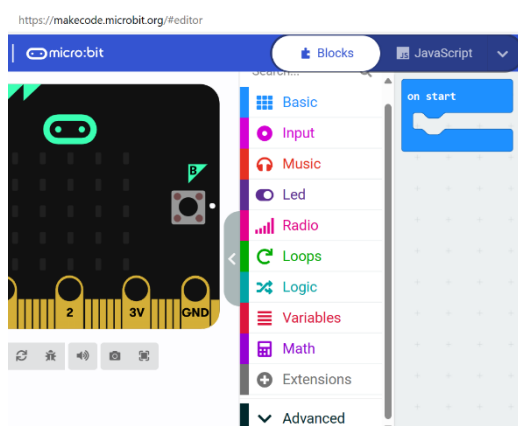 https://makecode.microbit.org/#editor
micro:bit
Blocks
JS JavaScript
Search...
Basic
on start
Input
Music
B
Led
Radio
Loops
Logic
2 3V GND
Variables
Math
Extensions
Advanced